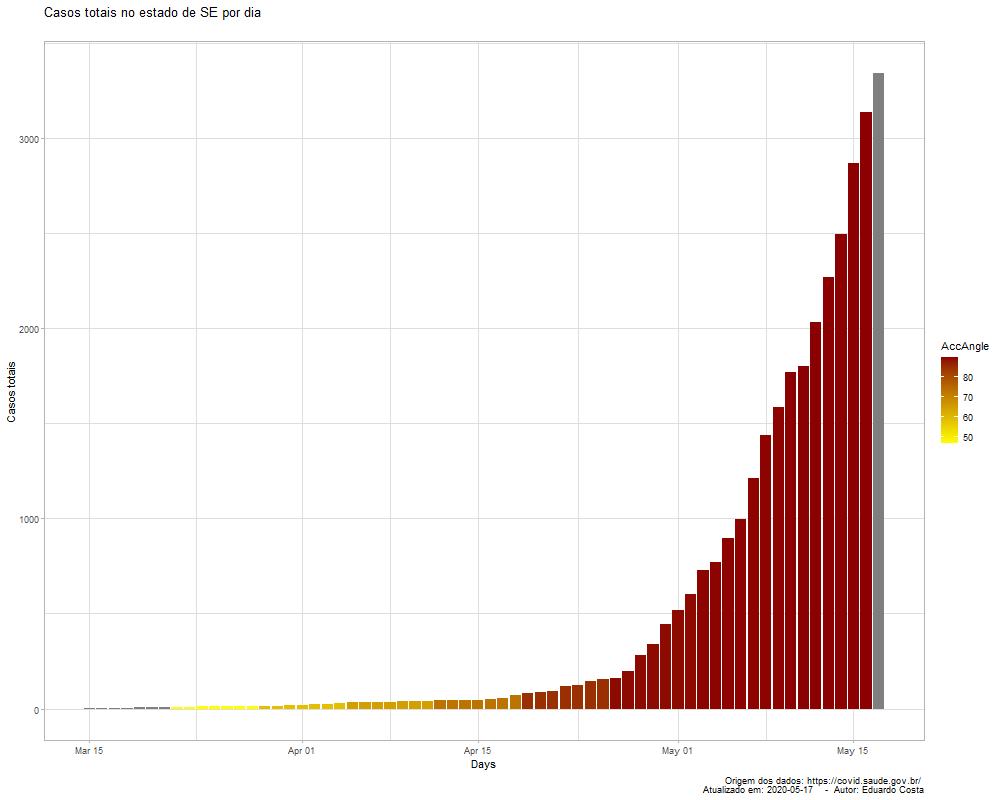 Casos totais no estado de SE por dia
3000
2000
1000
0
Casos totais
Mar 15
Apr 01
Apr 15
May 01
May 15
Days
AccAngle
80
70
60
50
Origem dos dados: https://covid.saude.gov.br/
Atualizado em: 2020-05-17 - Autor: Eduardo Costa